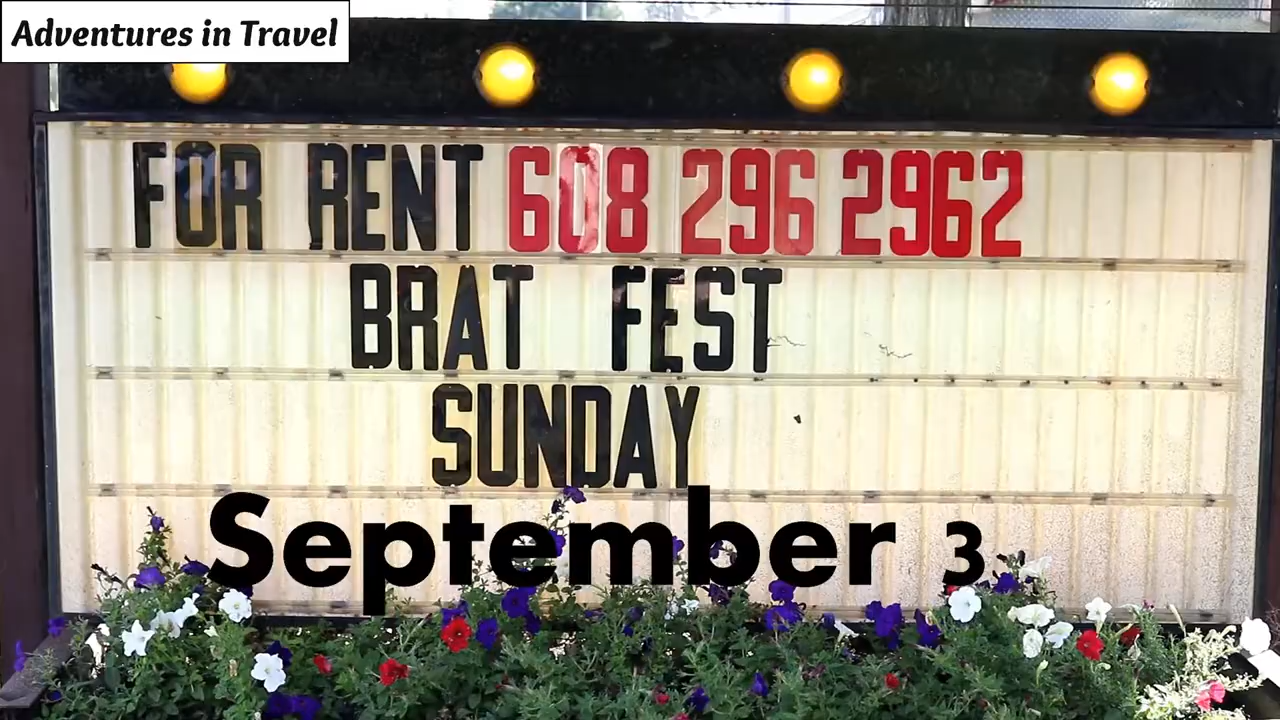 Adventures in Travel
FOR RENT 608 296 2962
BRAT FEST
SUNDAY
September 3